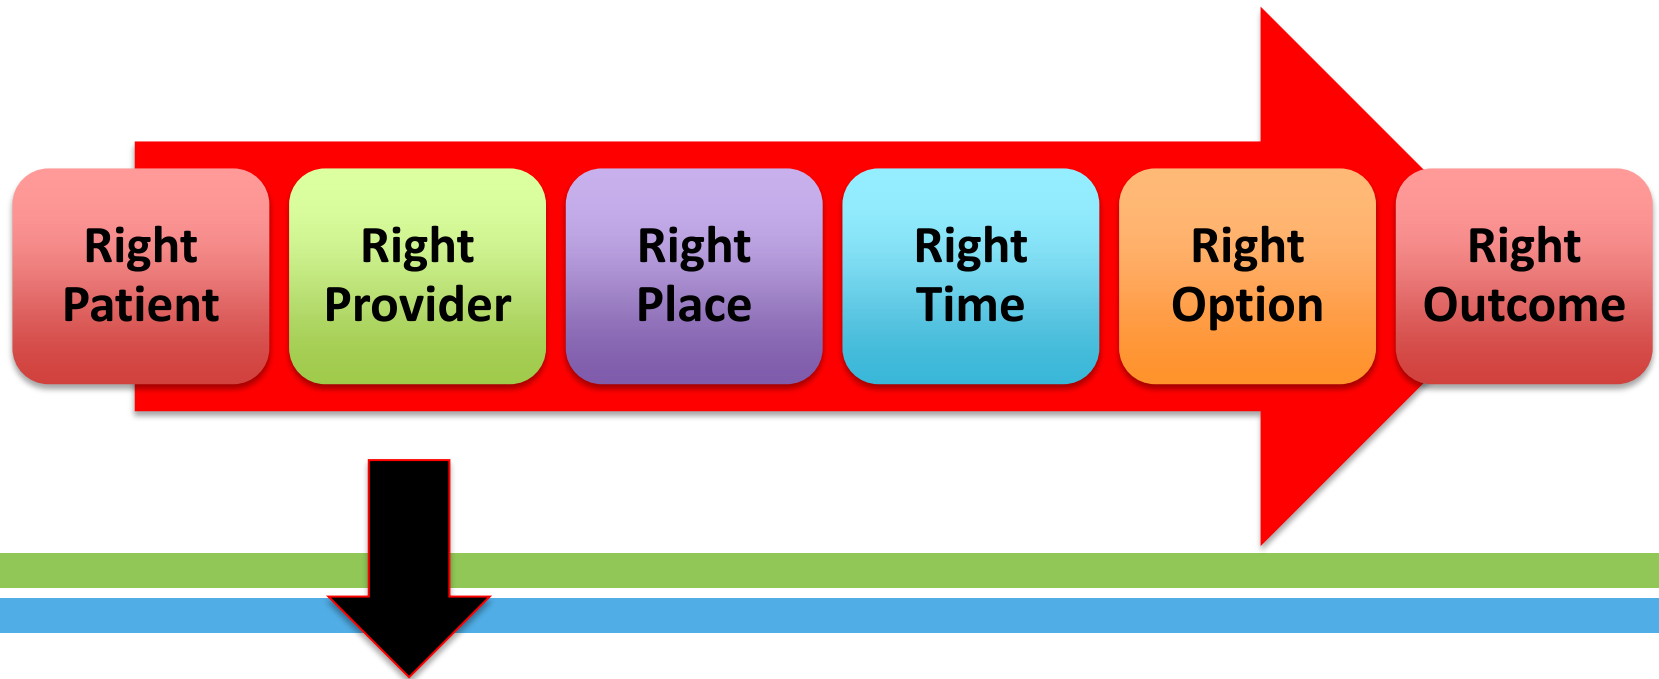 Right
Patient
Right
Provider
Right
Place
Right
Time
Right
Option
Right
Outcome